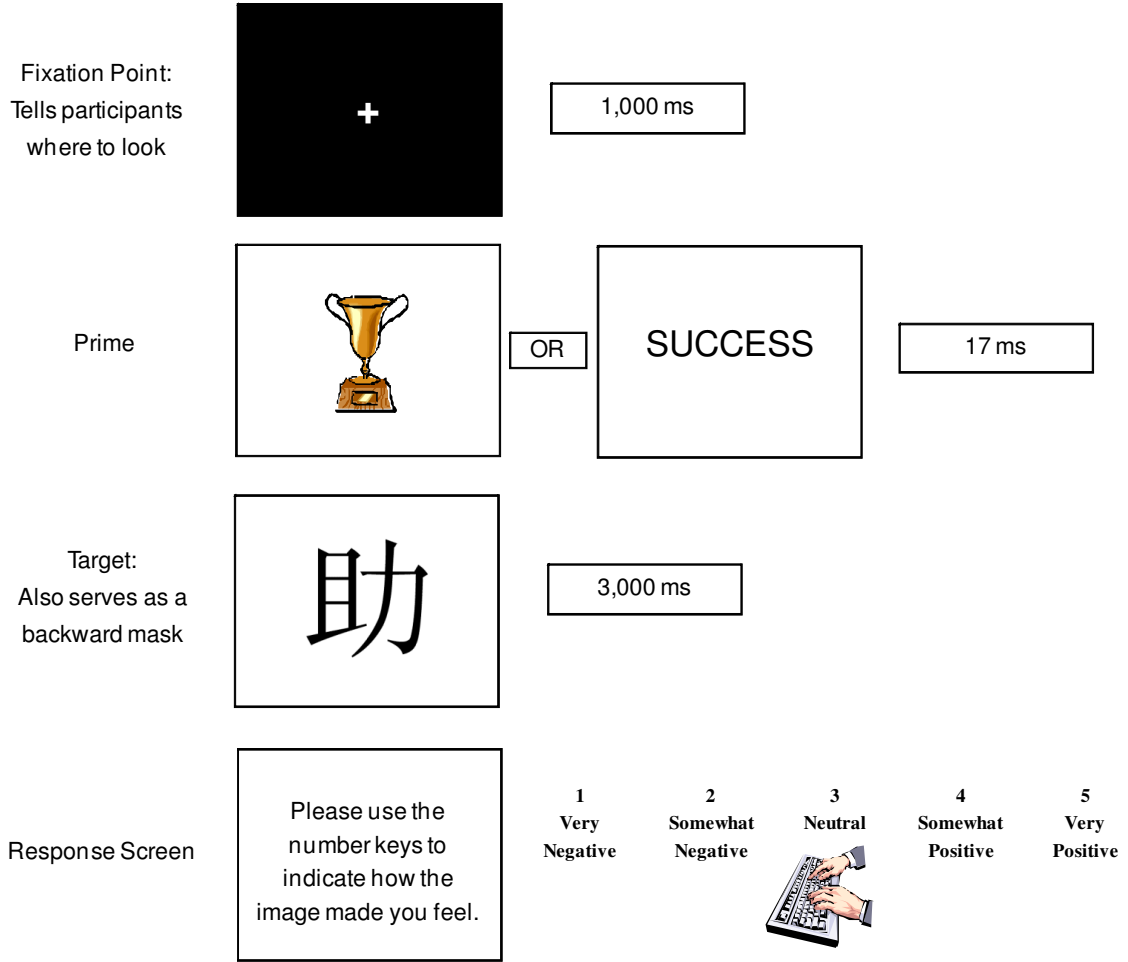 Fixation Point:
Tells participants
where to look
+
1,000 ms
Prime
OR
SUCCESS
17 ms
Target:
Also serves as a
backward mask
助
3,000 ms
Response Screen
Please use the
number keys to
indicate how the
image made you feel.
1
Very
Negative
2
Somewhat
Negative
3
Neutral
4
Somewhat
Positive
5
Very
Positive